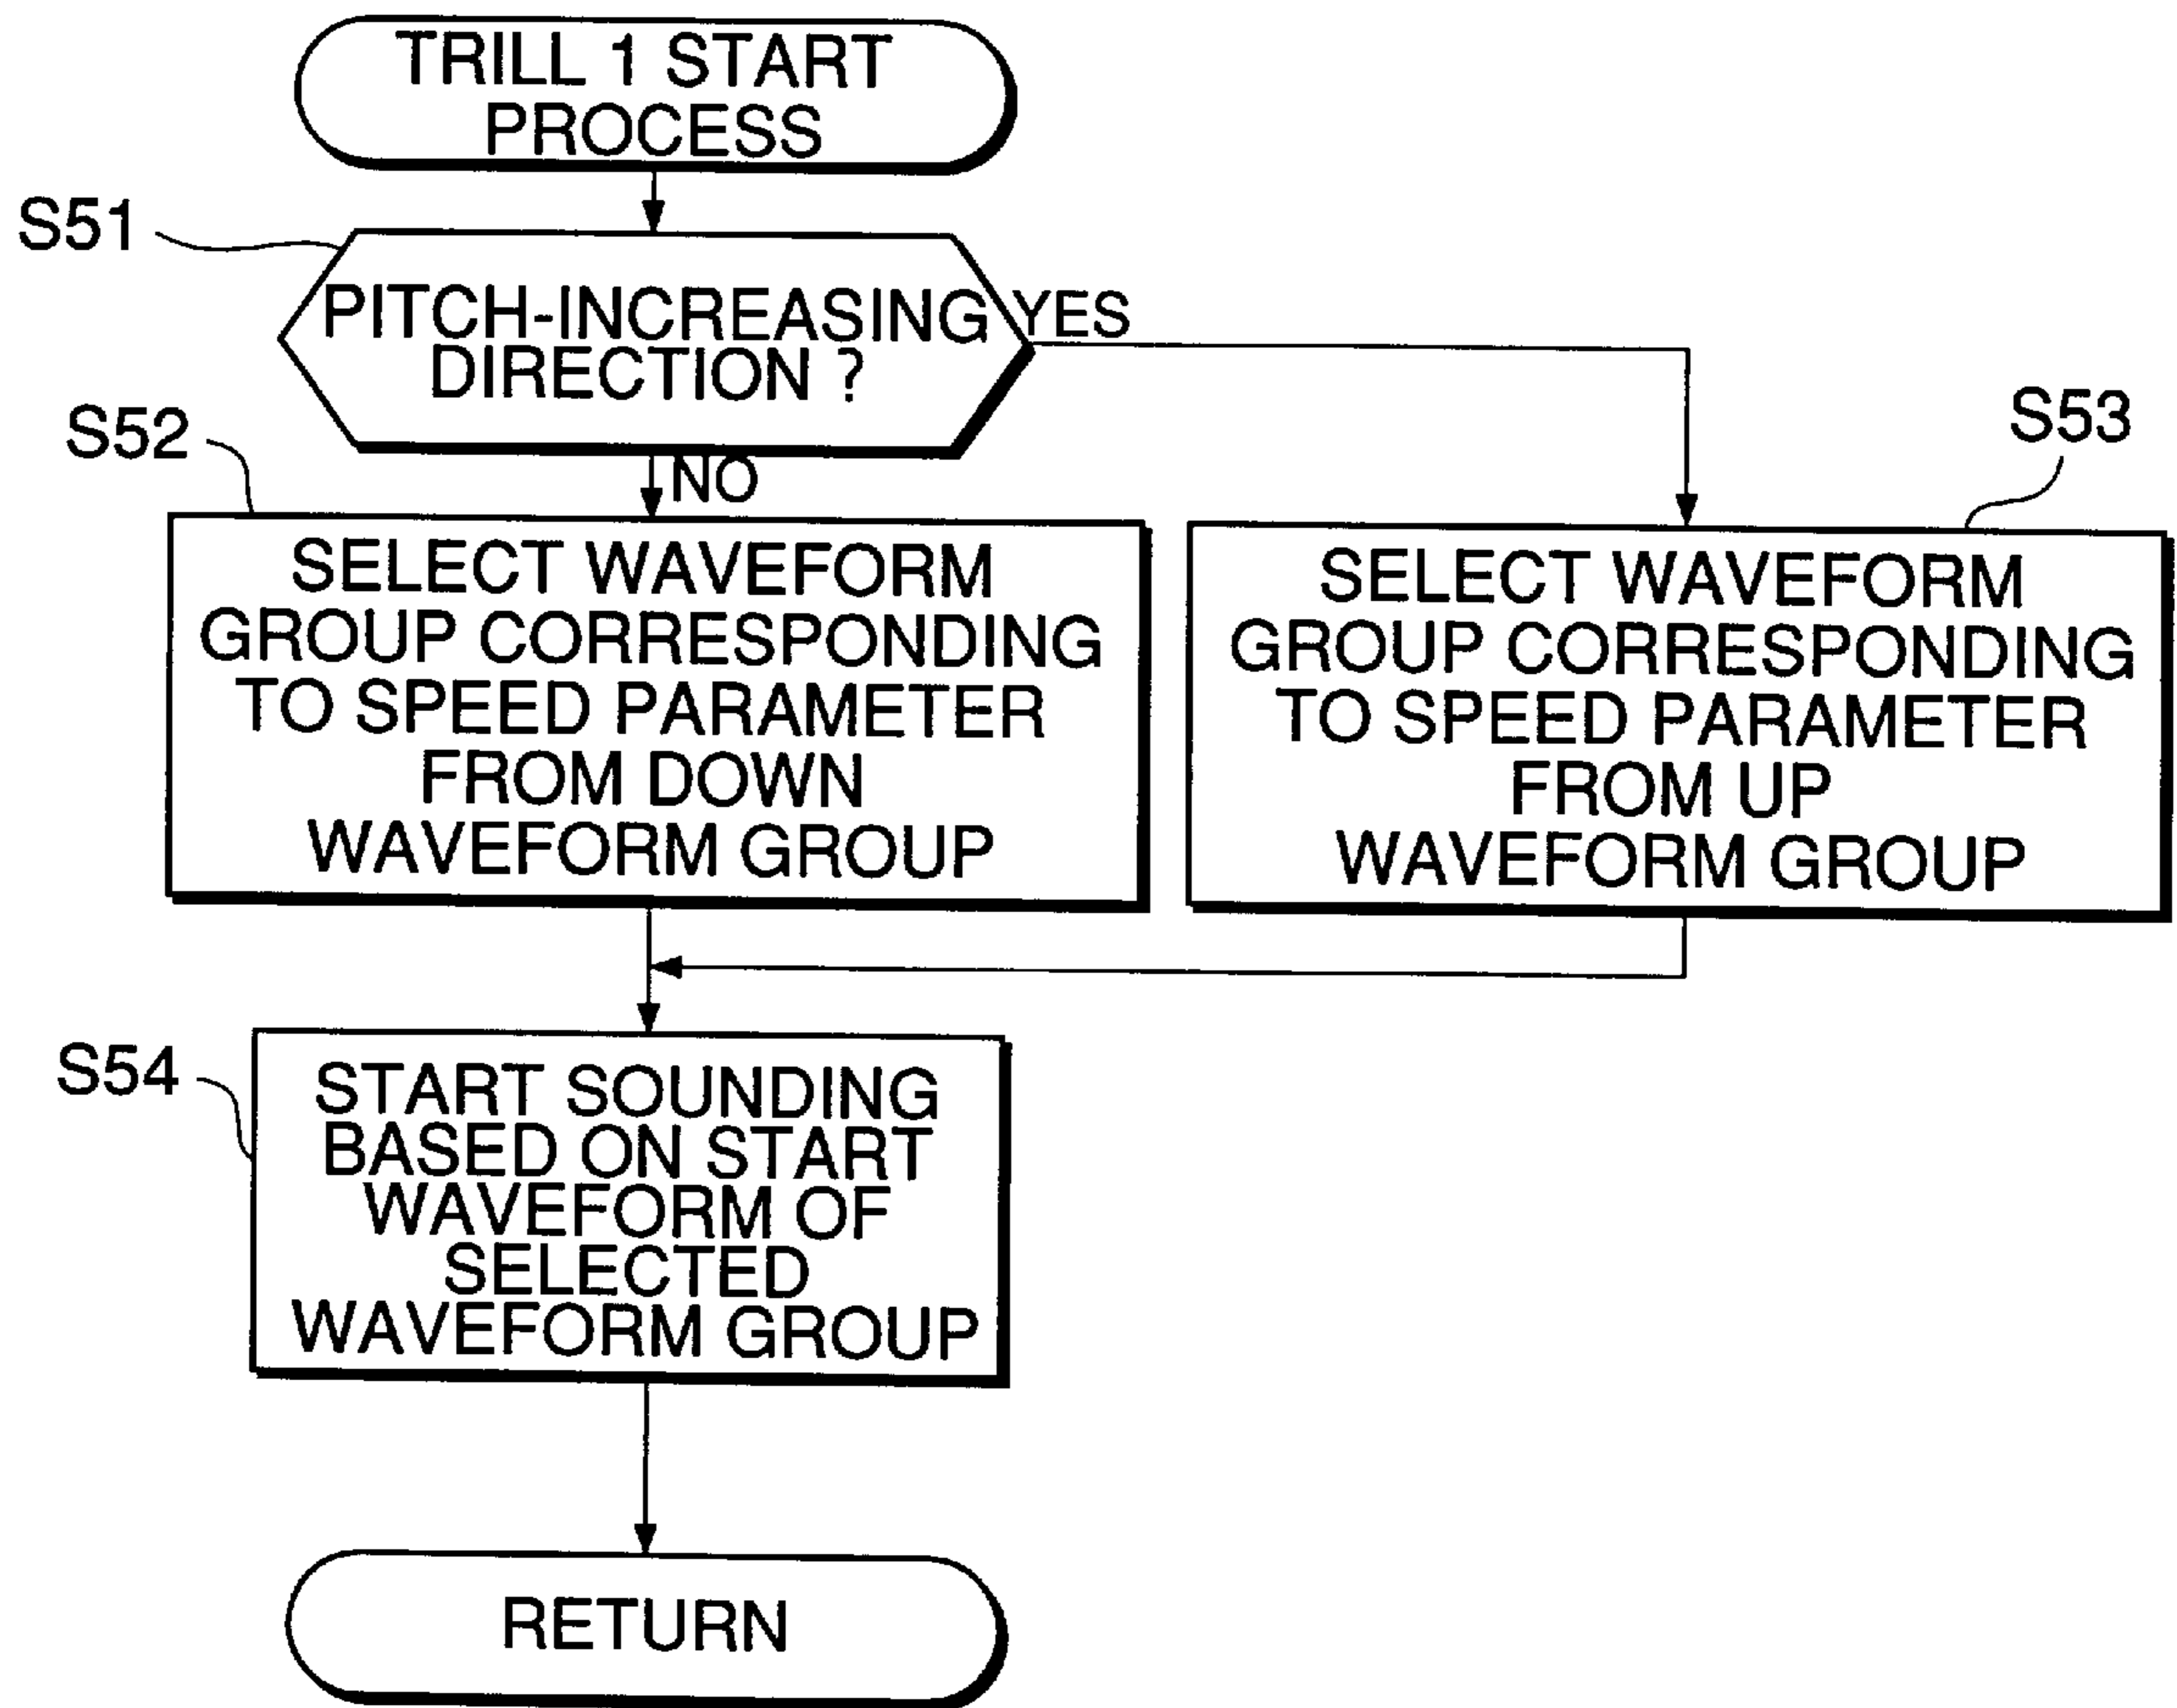 TRILL 1 START
PROCESS
S51
PITCH-INCREASING
DIRECTION ?
YES
NO
S52
SELECT WAVEFORM
GROUP CORRESPONDING
TO SPEED PARAMETER
FROM DOWN
WAVEFORM GROUP
S53
SELECT WAVEFORM
GROUP CORRESPONDING
TO SPEED PARAMETER
FROM UP
WAVEFORM GROUP
S54
START SOUNDING
BASED ON START
WAVEFORM OF
SELECTED
WAVEFORM GROUP
RETURN